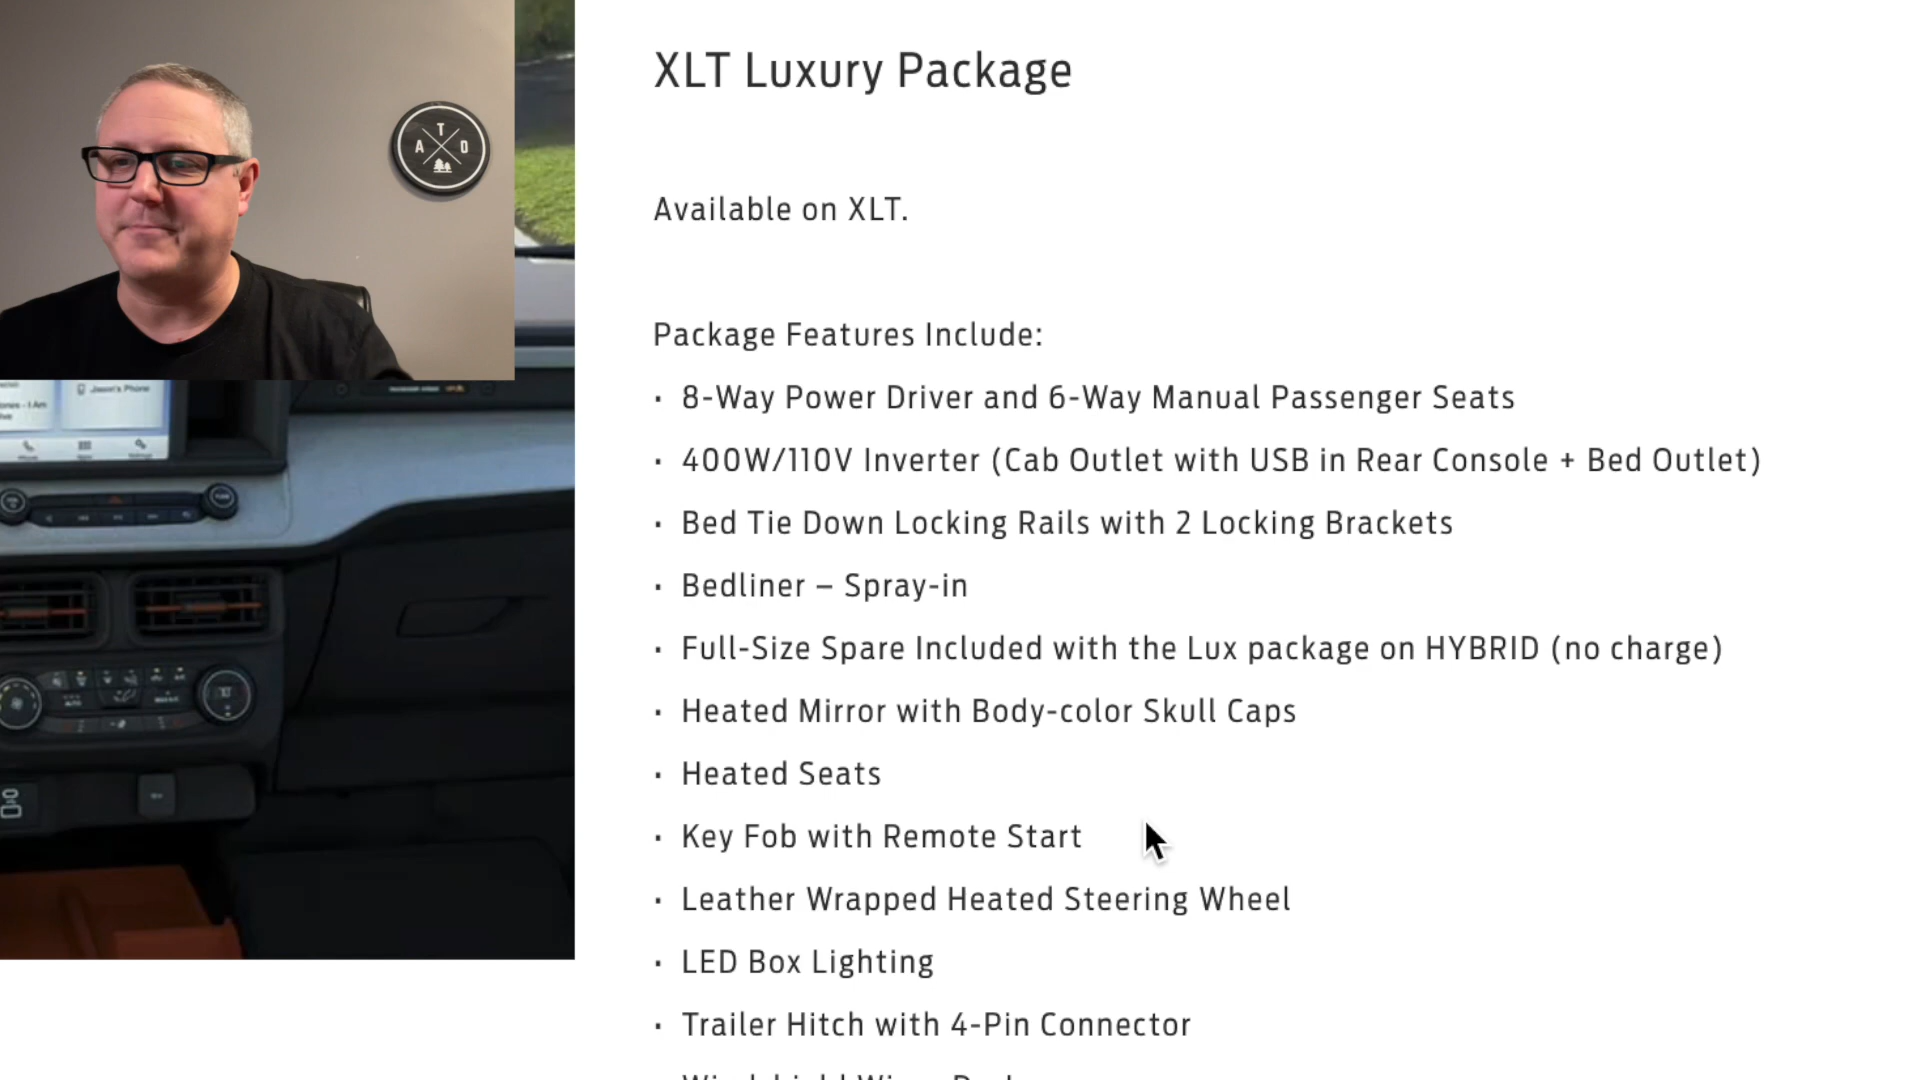 XLT Luxury Package
Available on XLT.
Package Features Include:
· 8-Way Power Driver and 6-Way Manual Passenger Seats
· 400W/110V Inverter (Cab Outlet with USB in Rear Console + Bed Outlet)
· Bed Tie Down Locking Rails with 2 Locking Brackets
· Bedliner – Spray-in
· Full-Size Spare Included with the Lux package on HYBRID (no charge)
· Heated Mirror with Body-color Skull Caps
· Heated Seats
· Key Fob with Remote Start
· Leather Wrapped Heated Steering Wheel
· LED Box Lighting
· Trailer Hitch with 4-Pin Connector
T
A O
Jason's Phone